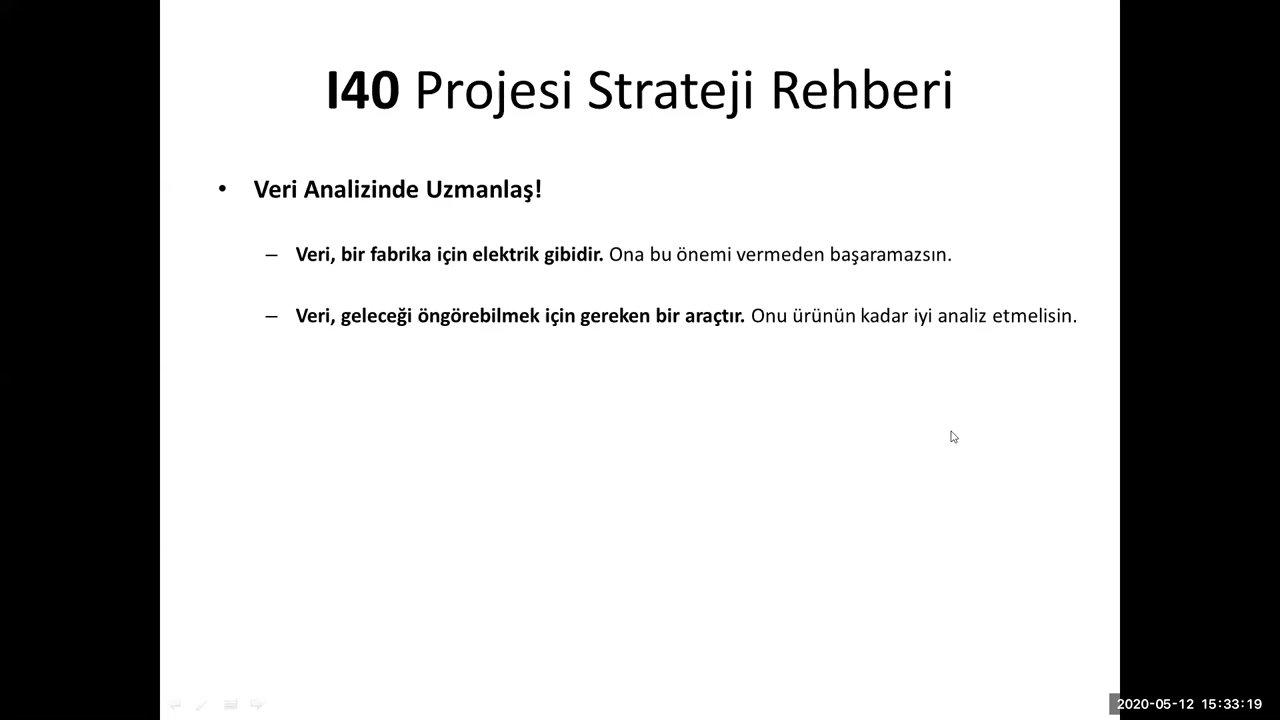 I40 Projesi Strateji Rehberi
• Veri Analizinde Uzmanlaş!
– Veri, bir fabrika için elektrik gibidir. Ona bu önemi vermeden başaramazsın.
– Veri, geleceği öngörebilmek için gereken bir araçtır. Onu ürünün kadar iyi analiz etmelisin.
2020-05-12 15:33:19